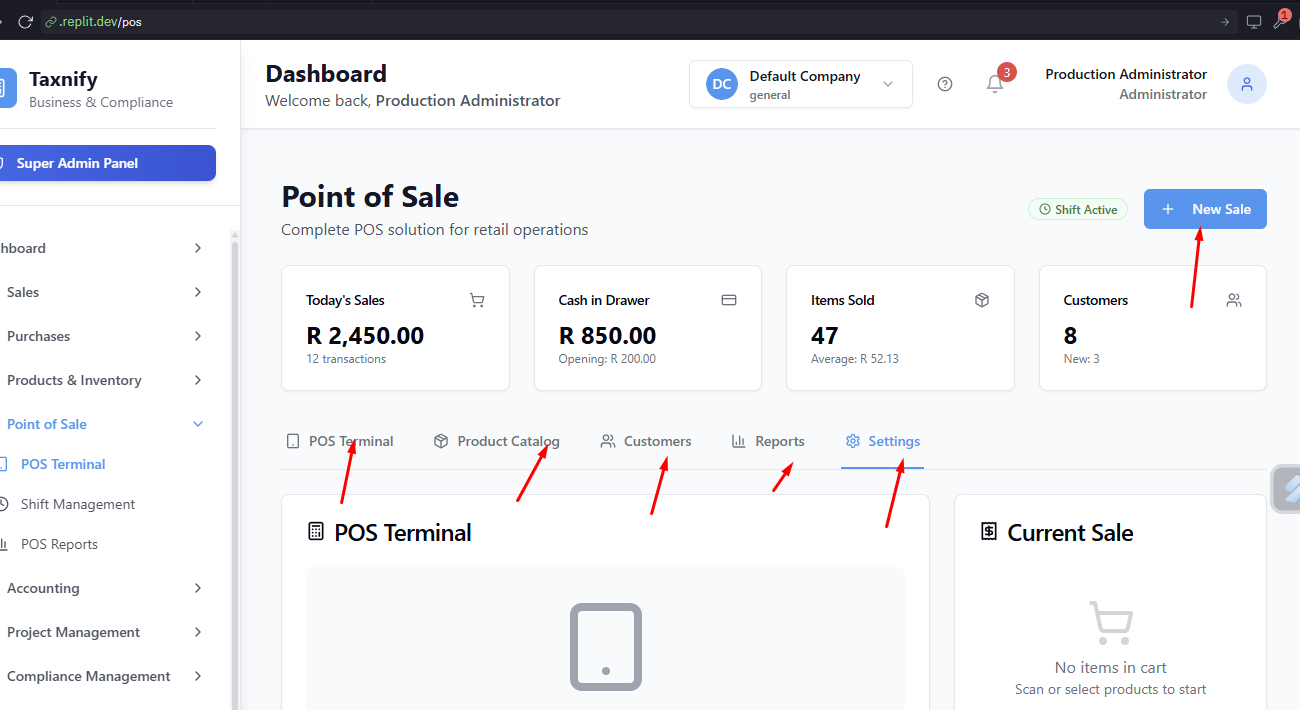 .replit.dev/pos
1
Taxnify
Business & Compliance
Super Admin Panel
hboard
Sales
Purchases
Products & Inventory
Point of Sale
POS Terminal
Shift Management
POS Reports
Accounting
Project Management
Compliance Management
Dashboard
Welcome back, Production Administrator
DC
Default Company
general
3
Production Administrator
Administrator
Point of Sale
Complete POS solution for retail operations
Shift Active
New Sale
Today's Sales
R 2,450.00
12 transactions
Cash in Drawer
R 850.00
Opening: R 200.00
Items Sold
47
Average: R 52.13
Customers
8
New: 3
POS Terminal
Product Catalog
Customers
Reports
Settings
POS Terminal
Current Sale
No items in cart
Scan or select products to start